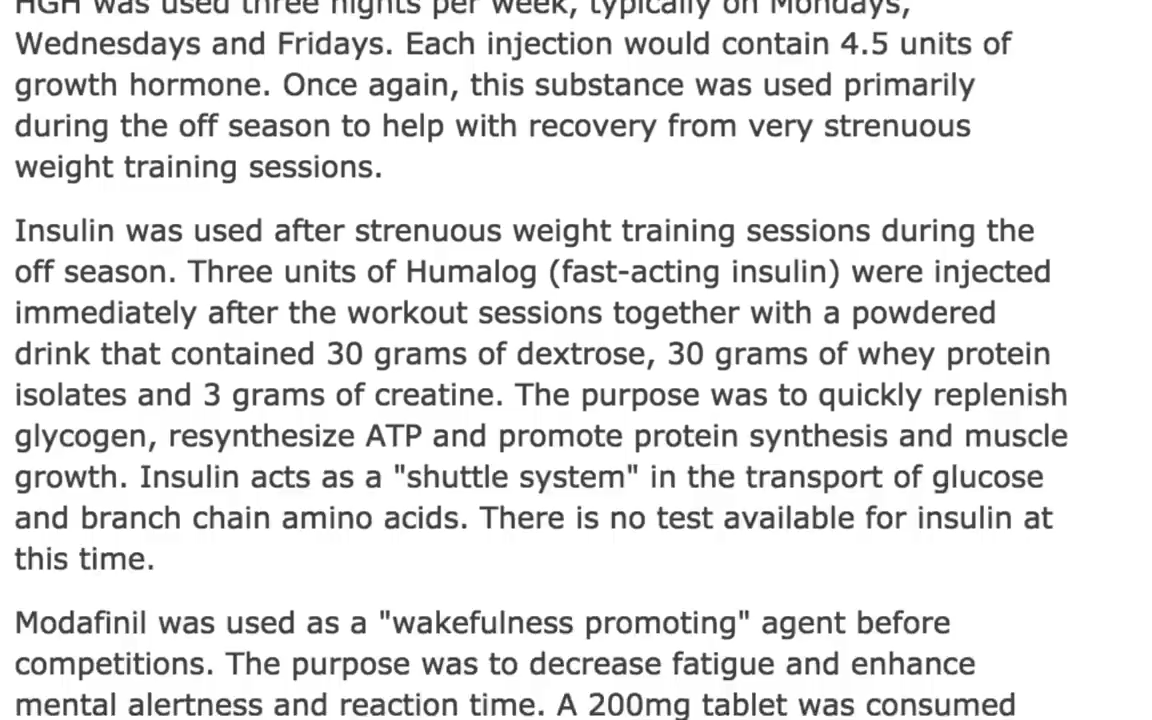 HGH was used three nights per week, typically on Mondays,
Wednesdays and Fridays. Each injection would contain 4.5 units of
growth hormone. Once again, this substance was used primarily
during the off season to help with recovery from very strenuous
weight training sessions.
Insulin was used after strenuous weight training sessions during the
off season. Three units of Humalog (fast-acting insulin) were injected
immediately after the workout sessions together with a powdered
drink that contained 30 grams of dextrose, 30 grams of whey protein
isolates and 3 grams of creatine. The purpose was to quickly replenish
glycogen, resynthesize ATP and promote protein synthesis and muscle
growth. Insulin acts as a "shuttle system" in the transport of glucose
and branch chain amino acids. There is no test available for insulin at
this time.
Modafinil was used as a "wakefulness promoting" agent before
competitions. The purpose was to decrease fatigue and enhance
mental alertness and reaction time. A 200mg tablet was consumed